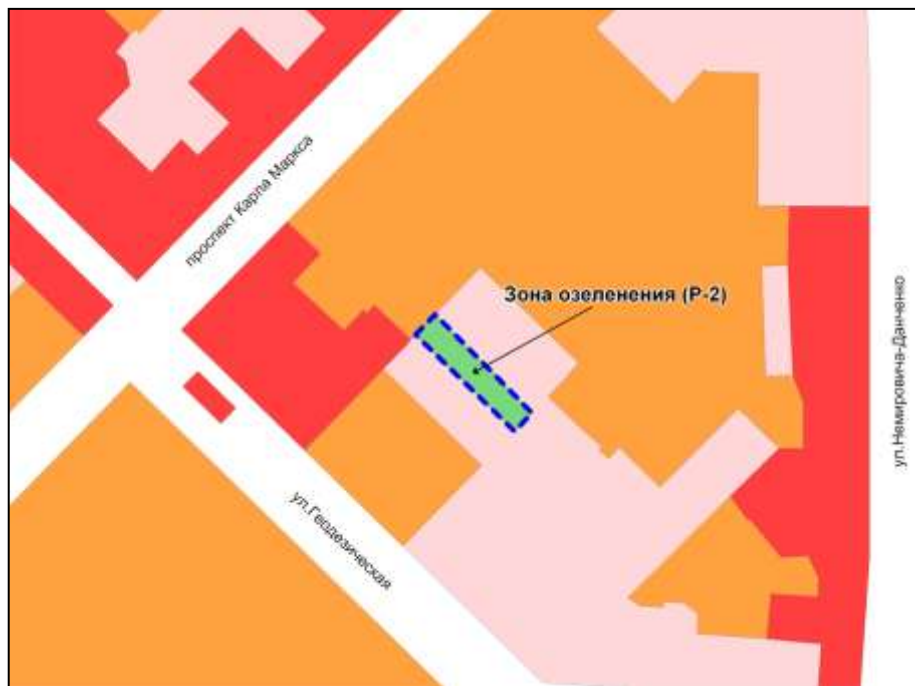 проспект Карла Маркса
Зона озеленения (Р-2)
ул.Немировича-Данченко
ул.Геодезическая